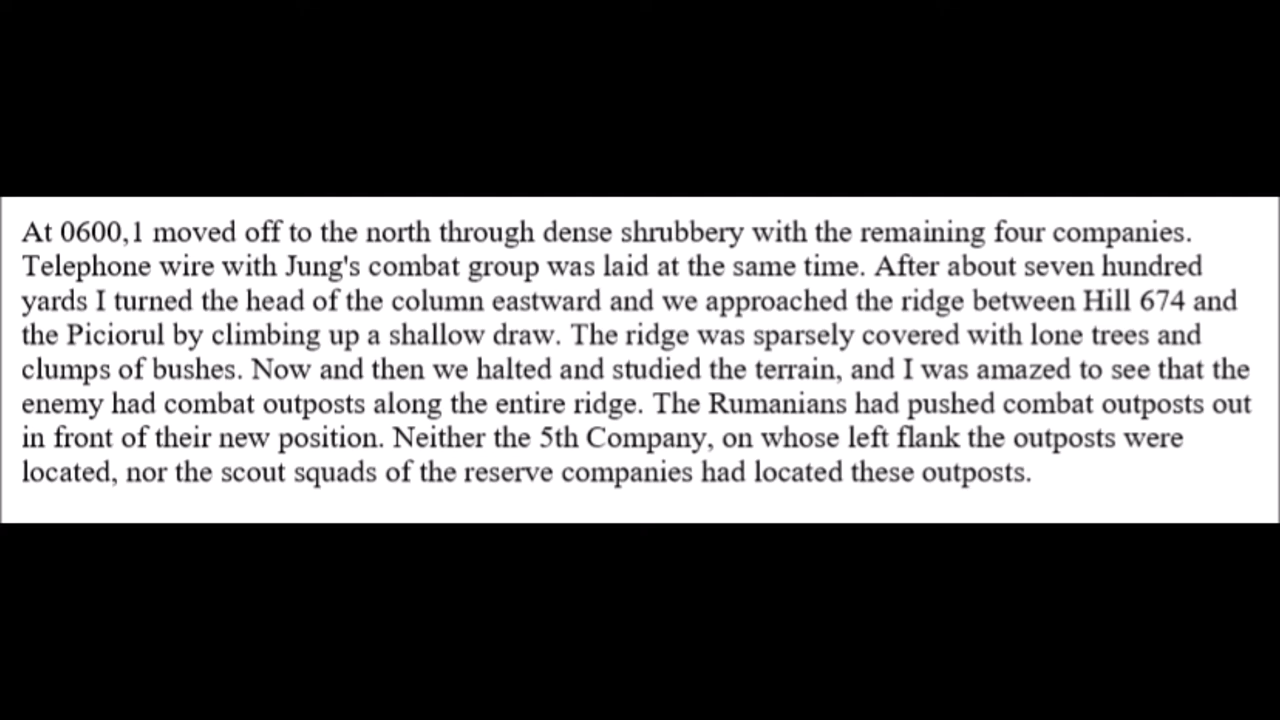 At 0600,1 moved off to the north through dense shrubbery with the remaining four companies.
Telephone wire with Jung's combat group was laid at the same time. After about seven hundred
yards I turned the head of the column eastward and we approached the ridge between Hill 674 and
the Piciorul by climbing up a shallow draw. The ridge was sparsely covered with lone trees and
clumps of bushes. Now and then we halted and studied the terrain, and I was amazed to see that the
enemy had combat outposts along the entire ridge. The Rumanians had pushed combat outposts out
in front of their new position. Neither the 5th Company, on whose left flank the outposts were
located, nor the scout squads of the reserve companies had located these outposts.